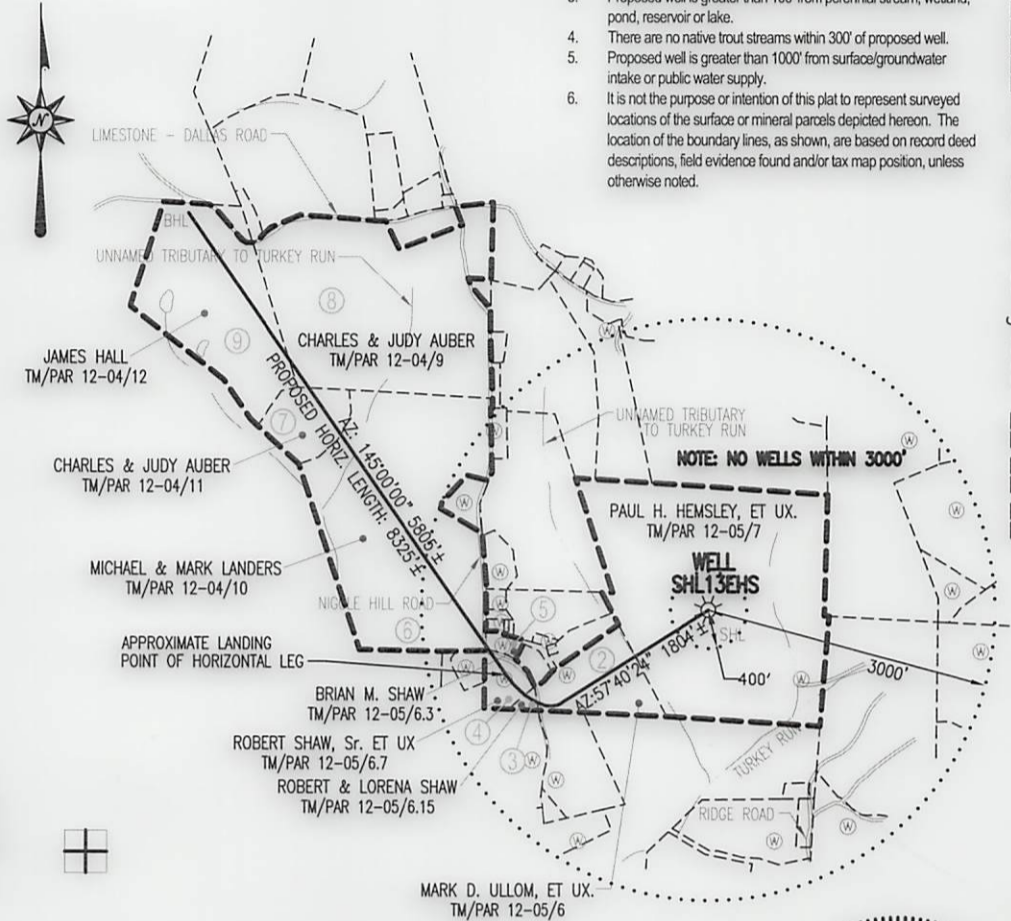 pond, reservoir or lake.
4. There are no native trout streams within 300' of proposed well.
5. Proposed well is greater than 1000' from surface/groundwater
intake or public water supply.
6. It is not the purpose or intention of this plat to represent surveyed
locations of the surface or mineral parcels depicted hereon. The
location of the boundary lines, as shown, are based on record deed
descriptions, field evidence found and/or tax map position, unless
otherwise noted.
N
LIMESTONE - DALLAS ROAD
BHL
UNNAMED TRIBUTARY TO TURKEY RUN
8
9
CHARLES & JUDY AUBER
TM/PAR 12-04/9
JAMES HALL
TM/PAR 12-04/12
PROPOSED HORIZ. LENGTH: 8325'±
AZ: 145°00'00" 5805'±
7
UNNAMED TRIBUTARY
TO TURKEY RUN
W
W
W
NOTE: NO WELLS WITHIN 3000'
CHARLES & JUDY AUBER
TM/PAR 12-04/11
W
W
W
PAUL H. HEMSLEY, ET UX.
TM/PAR 12-05/7
WELL
SHL13EHS
SHL
MICHAEL & MARK LANDERS
TM/PAR 12-04/10
W
W
NIGGLE HILL ROAD
W
5
6
APPROXIMATE LANDING
POINT OF HORIZONTAL LEG
W
W
W
W
2
AZ:57°40'24" 1804'±
400'
3000'
W
W
BRIAN M. SHAW
TM/PAR 12-05/6.3
4
3
W
ROBERT SHAW, Sr. ET UX
TM/PAR 12-05/6.7
ROBERT & LORENA SHAW
TM/PAR 12-05/6.15
W
TURKEY RUN
RIDGE ROAD
W
W
W
MARK D. ULLOM, ET UX.
TM/PAR 12-05/6